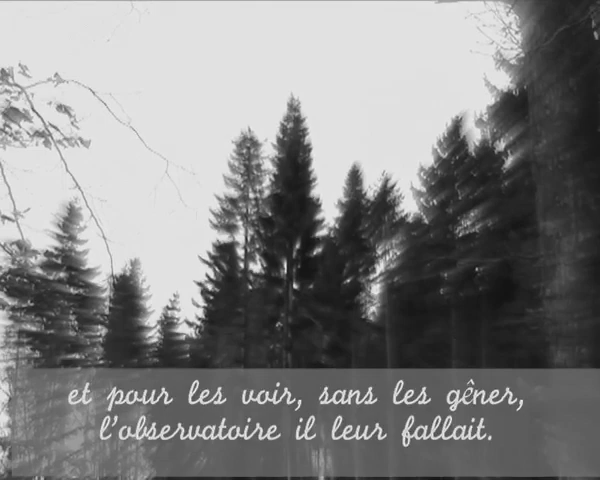 et pour les voir, sans les gêner,
l'observatoire il leur fallait.